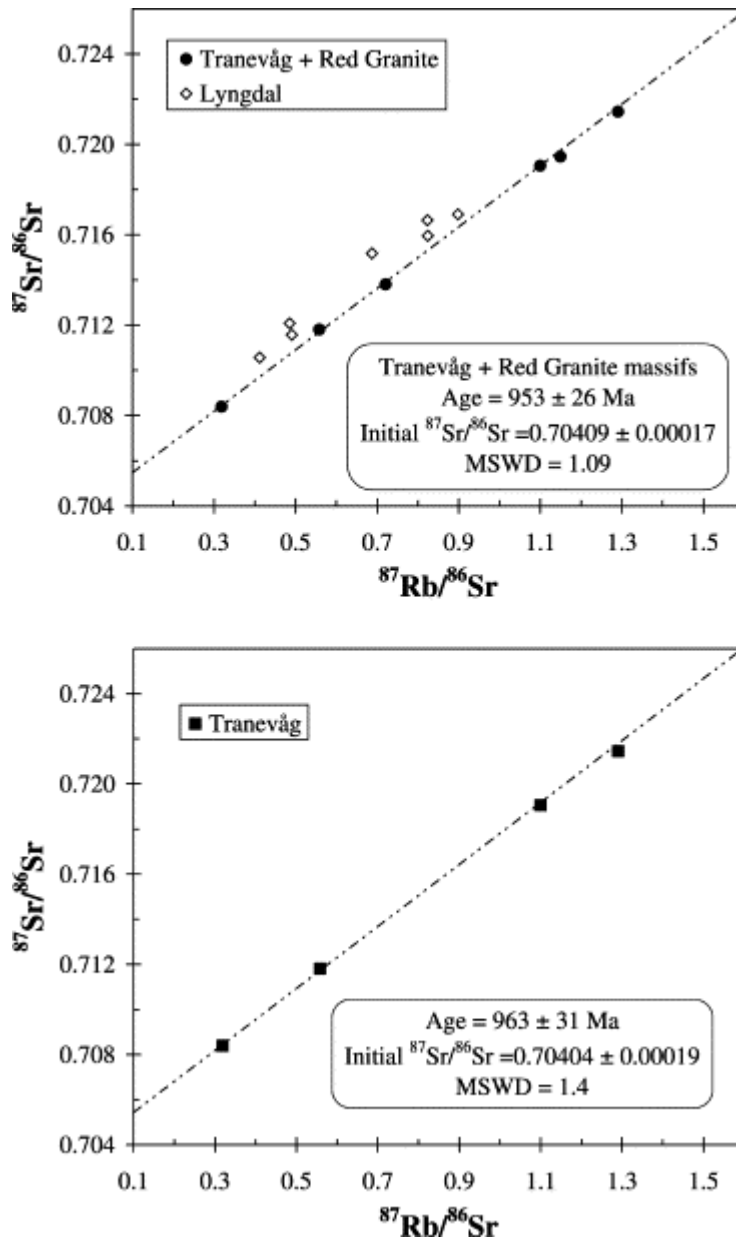 Tranevåg + Red Granite
Lyngdal
0.724
0.720
0.716
0.712
0.708
0.704
⁸⁷Sr/⁸⁶Sr
Tranevåg + Red Granite massifs
Age = 953 ± 26 Ma
Initial ⁸⁷Sr/⁸⁶Sr =0.70409 ± 0.00017
MSWD = 1.09
0.1 0.3 0.5 0.7 0.9 1.1 1.3 1.5
⁸⁷Rb/⁸⁶Sr
Tranevåg
0.724
0.720
0.716
0.712
0.708
0.704
⁸⁷Sr/⁸⁶Sr
Age = 963 ± 31 Ma
Initial ⁸⁷Sr/⁸⁶Sr =0.70404 ± 0.00019
MSWD = 1.4
0.1 0.3 0.5 0.7 0.9 1.1 1.3 1.5
⁸⁷Rb/⁸⁶Sr